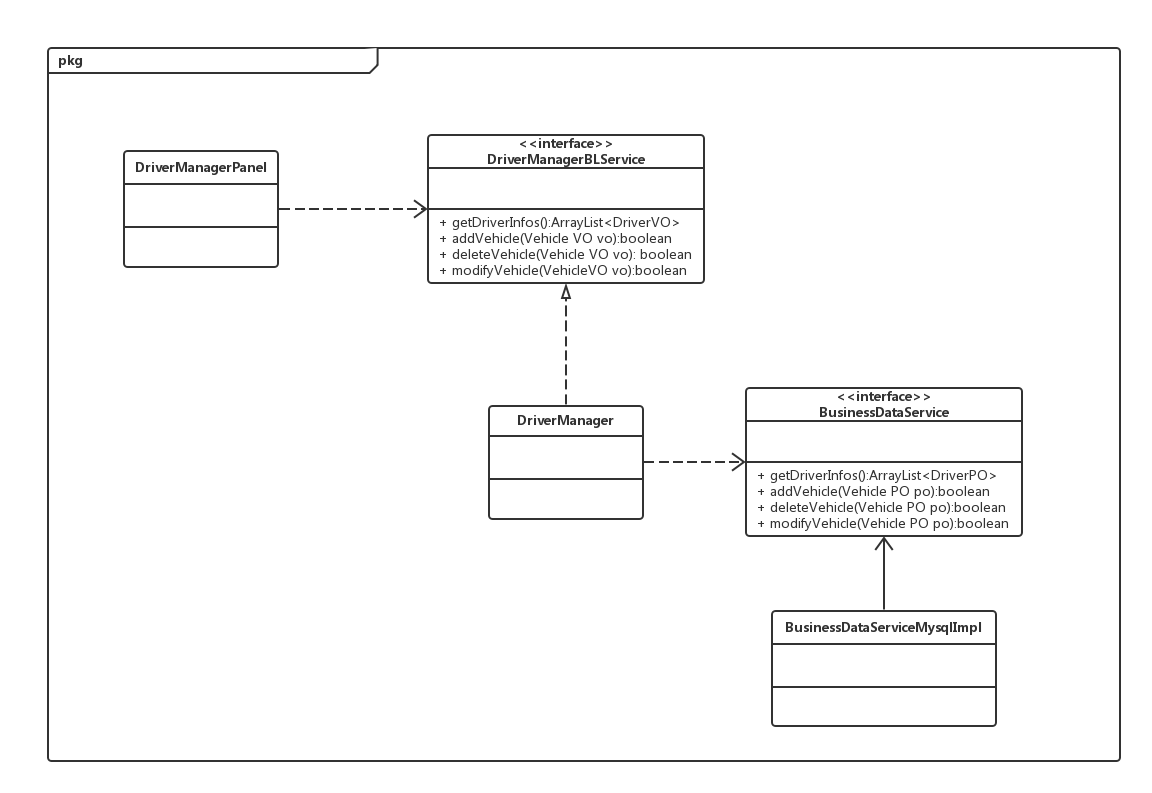 pkg
DriverManagerPanel
<<interface>>
DriverManagerBLService
+ getDriverInfos():ArrayList<DriverVO>
+ addVehicle(Vehicle VO vo):boolean
+ deleteVehicle(Vehicle VO vo): boolean
+ modifyVehicle(VehicleVO vo):boolean
DriverManager
<<interface>>
BusinessDataService
+ getDriverInfos():ArrayList<DriverPO>
+ addVehicle(Vehicle PO po):boolean
+ deleteVehicle(Vehicle PO po):boolean
+ modifyVehicle(Vehicle PO po):boolean
BusinessDataServiceMysqlImpl